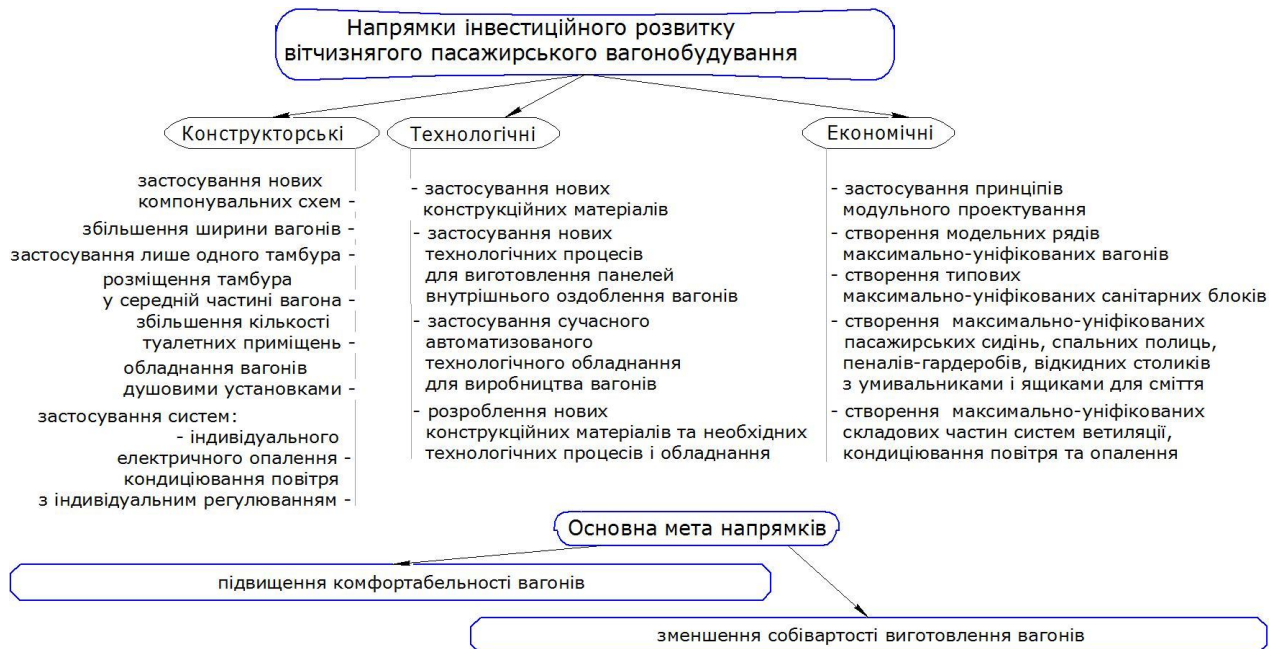 Напрямки інвестиційного розвитку
вітчизнягого пасажирського вагонобудування
Конструкторські
застосування нових
компонувальних схем -
збільшення ширини вагонів -
застосування лише одного тамбура -
розміщення тамбура
у середній частині вагона -
збільшення кількості
туалетних приміщень -
обладнання вагонів
душовими установками -
застосування систем:
- індивідуального
електричного опалення -
кондиціювання повітря
з індивідуальним регулюванням -
Технологічні
- застосування нових
конструкційних матеріалів
- застосування нових
технологічних процесів
для виготовлення панелей
внутрішнього оздоблення вагонів
- застосування сучасного
автоматизованого
технологічного обладнання
для виробництва вагонів
- розроблення нових
конструкційних матеріалів та необхідних
технологічних процесів і обладнання
Економічні
- застосування принціпів
модульного проектування
- створення модельних рядів
максимально-уніфікованих вагонів
- створення типових
максимально-уніфікованих санітарних блоків
- створення максимально-уніфікованих
пасажирських сидінь, спальних полиць,
пеналів-гардеробів, відкидних столиків
з умивальниками і ящиками для сміття
- створення максимально-уніфікованих
складових частин систем ветиляції,
кондиціювання повітря та опалення
Основна мета напрямків
підвищення комфортабельності вагонів
зменшення собівартості виготовлення вагонів